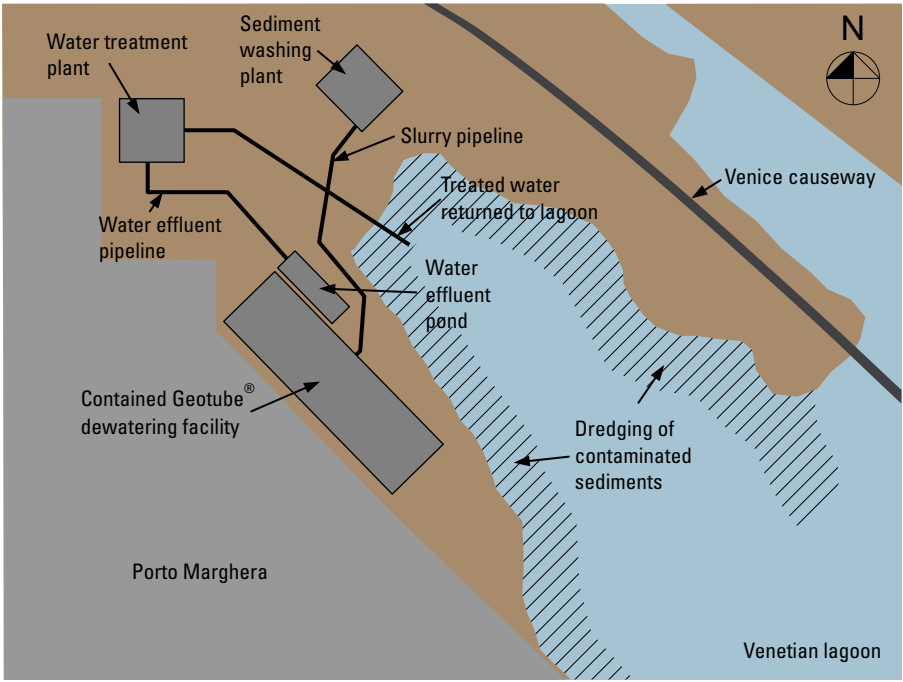 Water treatment
plant
Sediment
washing
plant
N
Slurry pipeline
Treated water
returned to lagoon
Venice causeway
Water effluent
pipeline
Water
effluent
pond
Contained Geotube®
dewatering facility
Dredging of
contaminated
sediments
Porto Marghera
Venetian lagoon